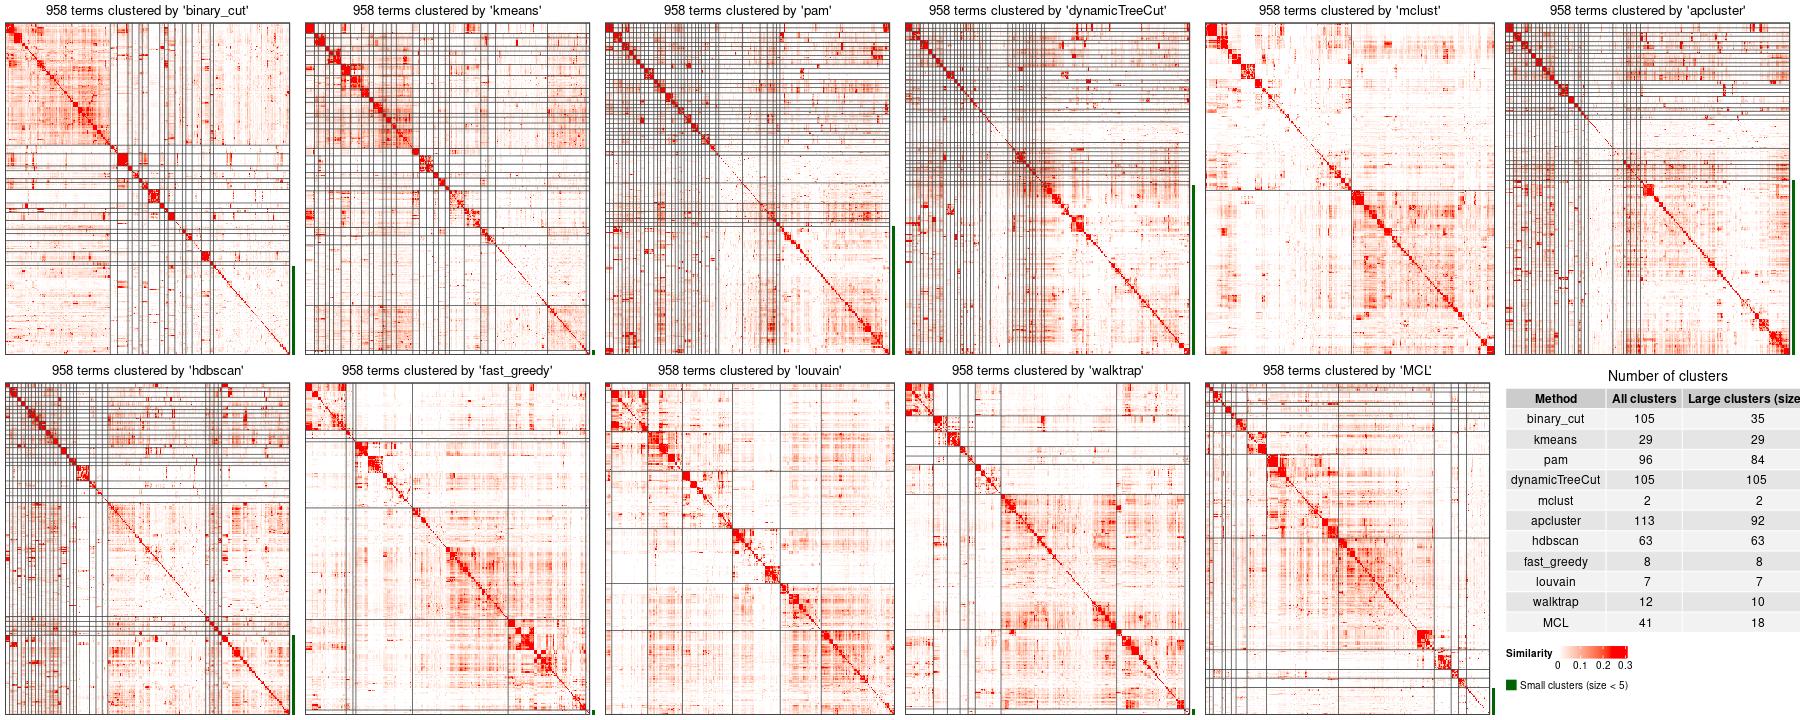 958 terms clustered by 'binary_cut'
958 terms clustered by 'kmeans'
958 terms clustered by 'pam'
958 terms clustered by 'dynamicTreeCut'
958 terms clustered by 'mclust'
958 terms clustered by 'apcluster'
958 terms clustered by 'hdbscan'
958 terms clustered by 'fast_greedy'
958 terms clustered by 'louvain'
958 terms clustered by 'walktrap'
958 terms clustered by 'MCL'
Number of clusters
Method All clusters Large clusters (size
binary_cut 105 35
kmeans 29 29
pam 96 84
dynamicTreeCut 105 105
mclust 2 2
apcluster 113 92
hdbscan 63 63
fast_greedy 8 8
louvain 7 7
walktrap 12 10
MCL 41 18
Similarity
0 0.1 0.2 0.3
Small clusters (size < 5)